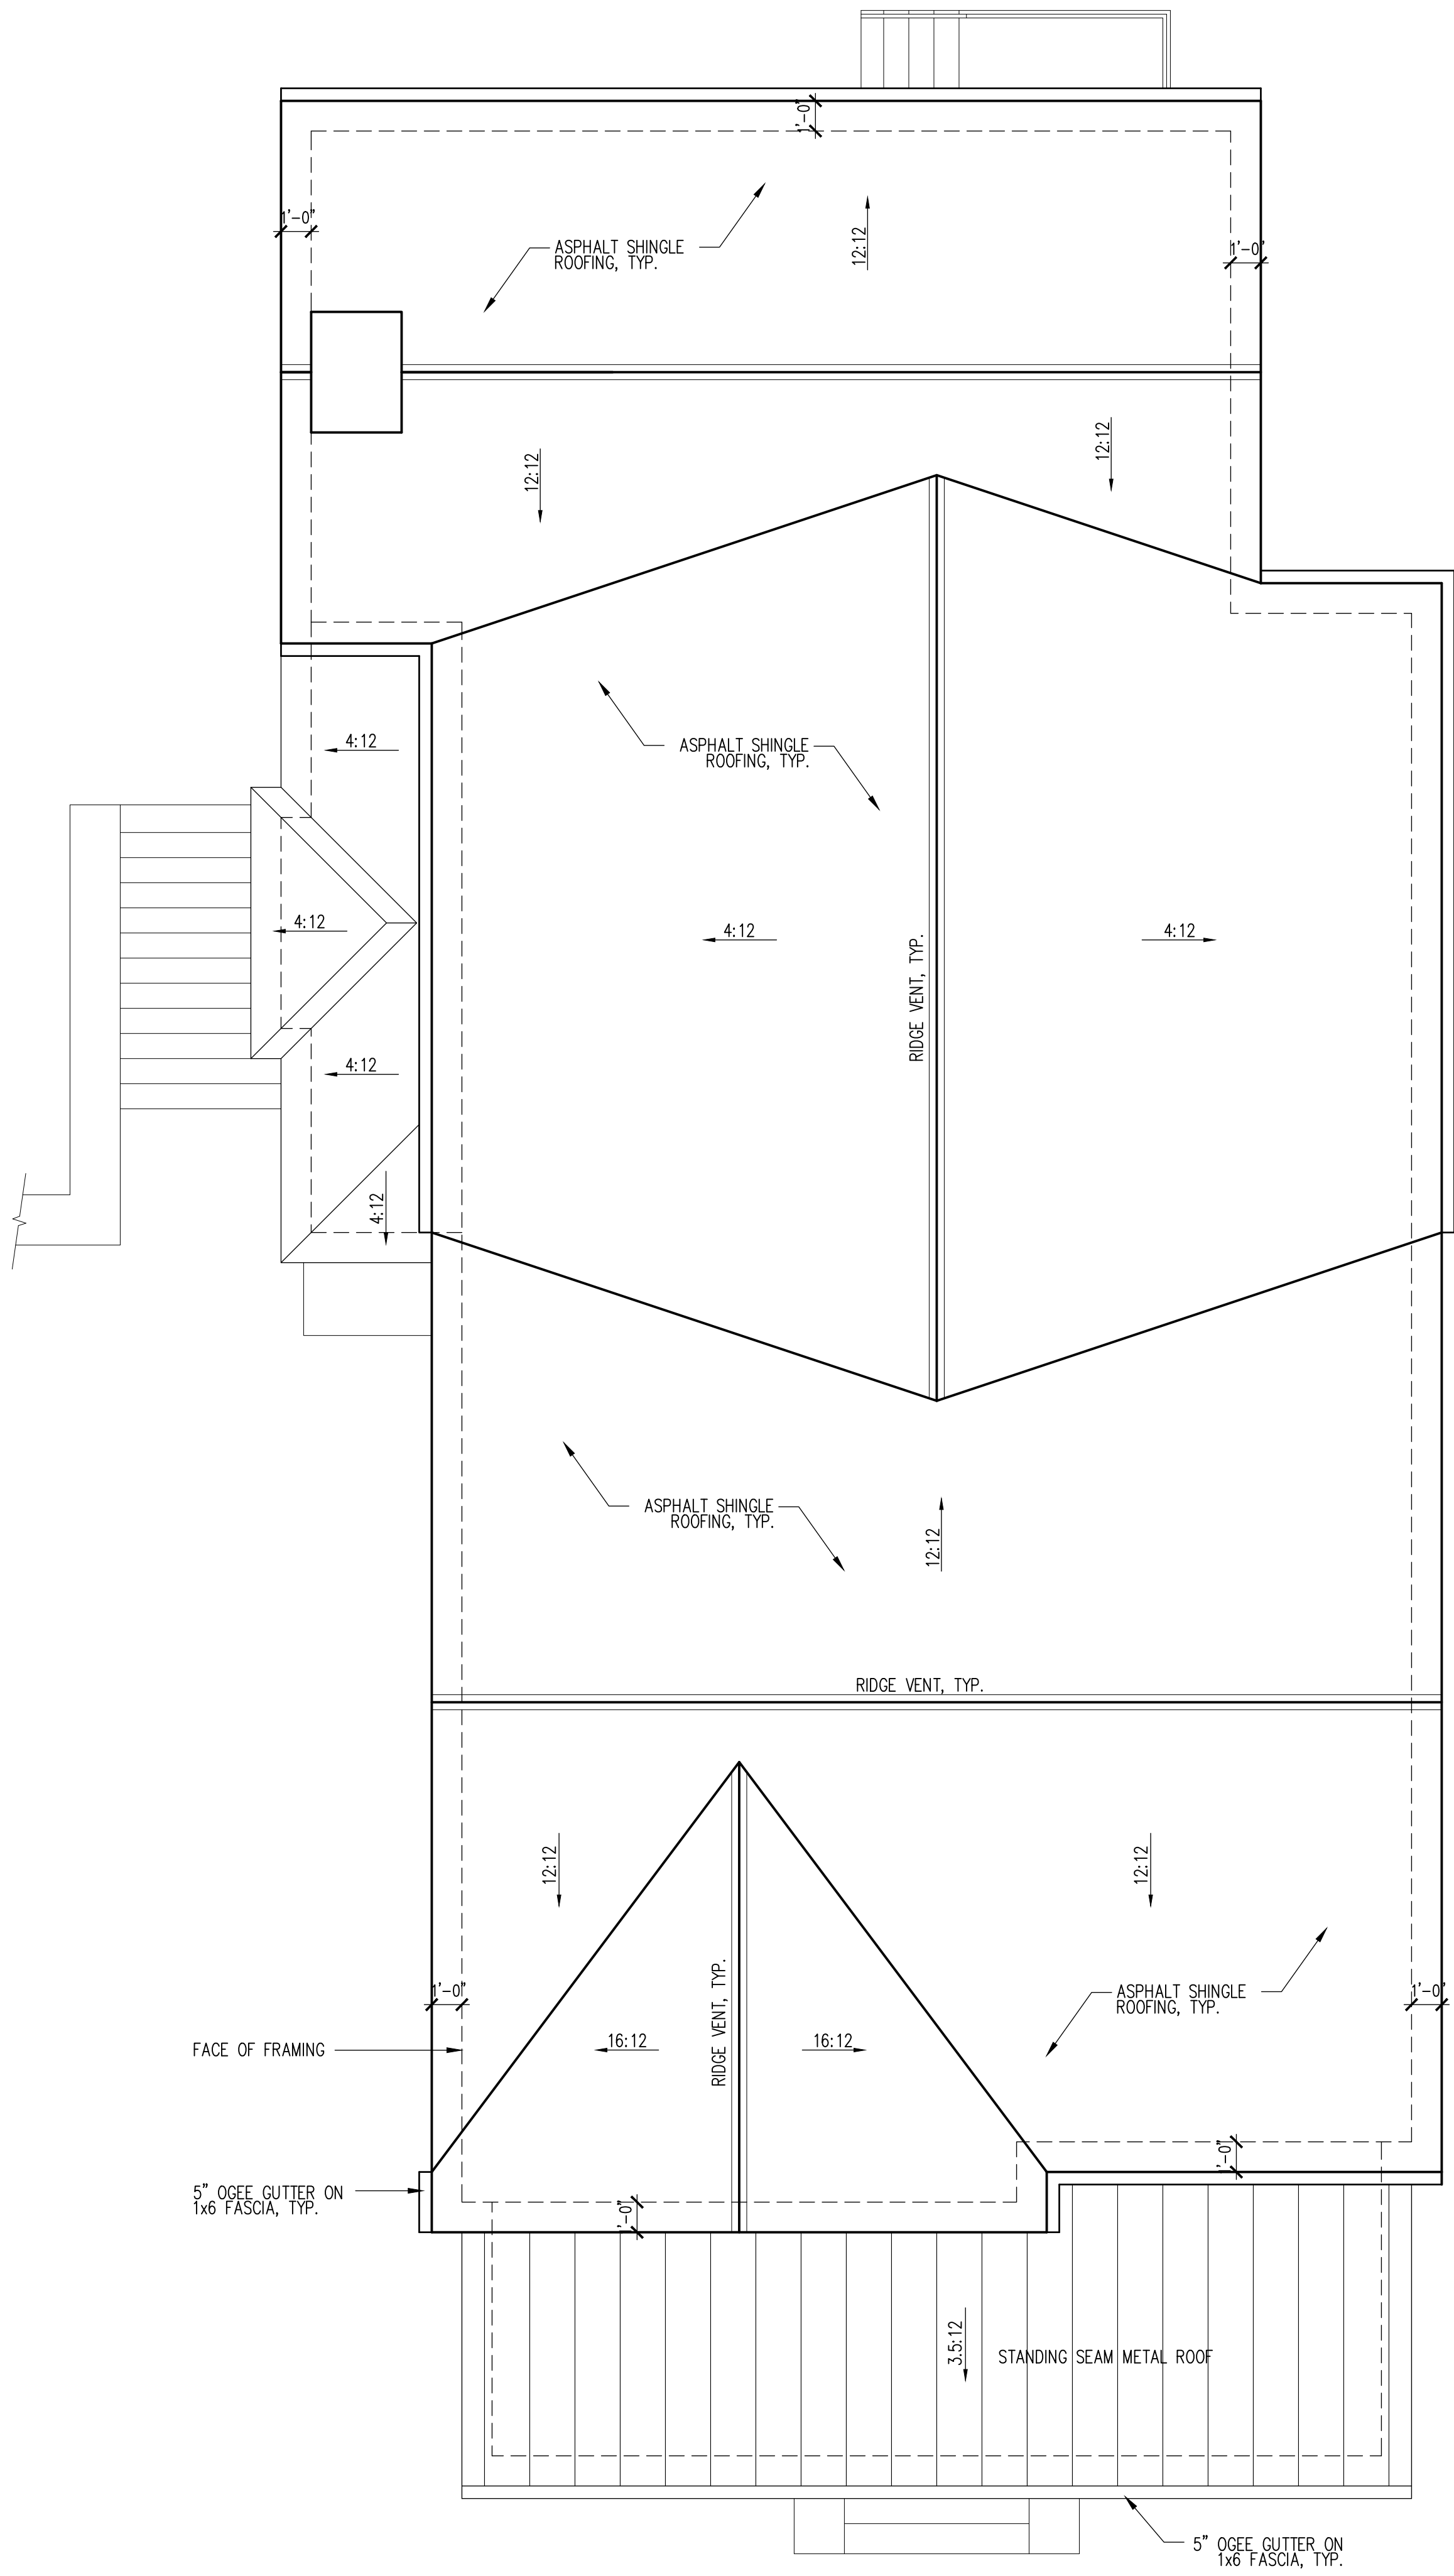 1'-0"
1'-0"
ASPHALT SHINGLE
ROOFING, TYP.
12:12
1'-0"
12:12
12:12
ASPHALT SHINGLE
ROOFING, TYP.
4:12
4:12
4:12
4:12
RIDGE VENT, TYP.
4:12
4:12
4:12
ASPHALT SHINGLE
ROOFING, TYP.
12:12
RIDGE VENT, TYP.
12:12
12:12
1'-0"
RIDGE VENT, TYP.
ASPHALT SHINGLE
ROOFING, TYP.
1'-0"
FACE OF FRAMING
16:12
16:12
1'-0"
5" OGEE GUTTER ON
1x6 FASCIA, TYP.
1'-0"
3.5:12
STANDING SEAM METAL ROOF
5" OGEE GUTTER ON
1x6 FASCIA, TYP.